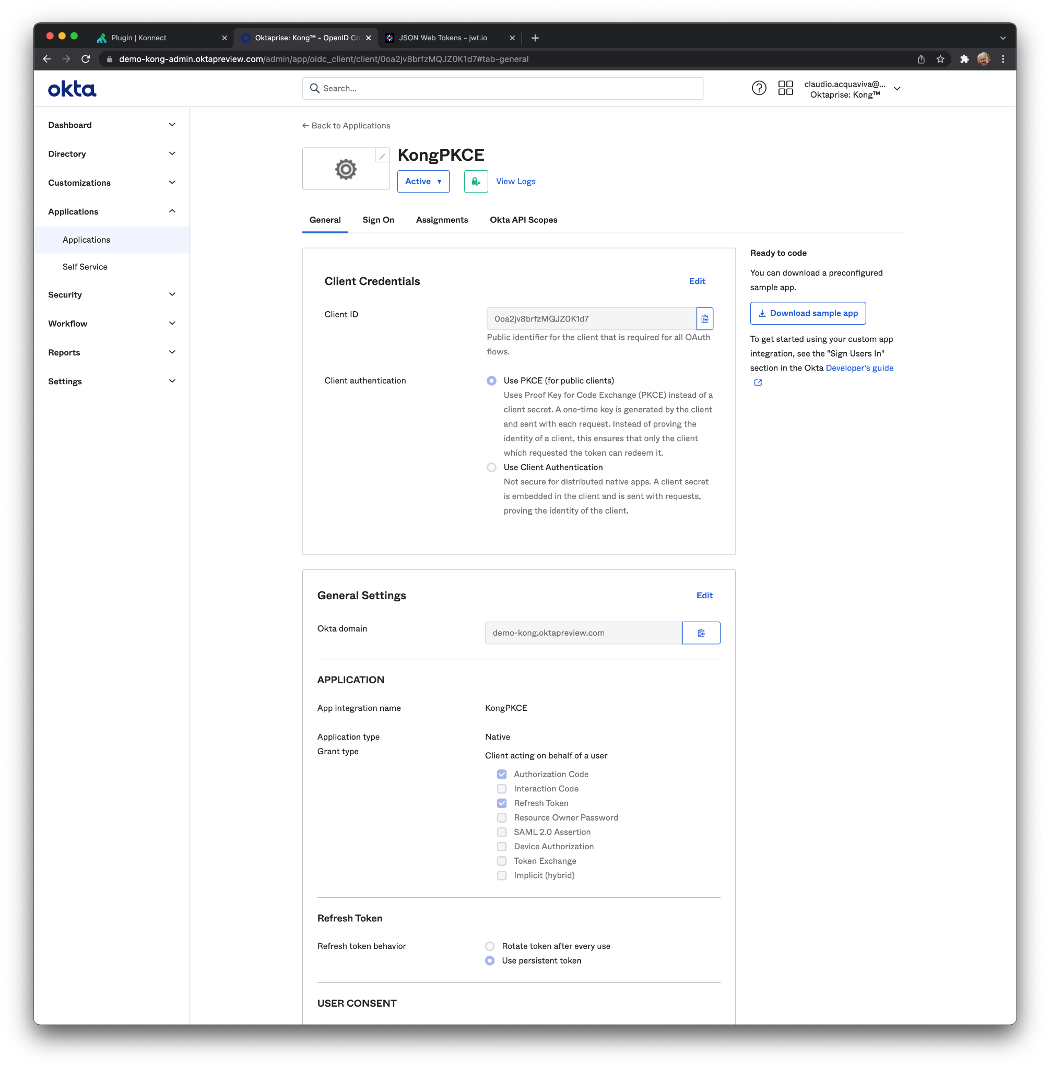 Plugin | Konnect
Oktaprise: Kong™ - OpenID Co
JSON Web Tokens - jwt.io
demo-kong-admin.oktapreview.com/admin/app/oidc_client/client/0oa2jv8brfzMQJZ0K1d7#tab-general
okta
Search...
claudio.acquaviva@...
Oktaprise: Kong™
Dashboard
Directory
Customizations
Applications
Applications
Self Service
Security
Workflow
Reports
Settings
← Back to Applications
KongPKCE
Active
View Logs
General
Sign On
Assignments
Okta API Scopes
Client Credentials
Edit
Client ID
0oa2jv8brfzMQJZ0K1d7
Public identifier for the client that is required for all OAuth
flows.
Client authentication
Use PKCE (for public clients)
Uses Proof Key for Code Exchange (PKCE) instead of a
client secret. A one-time key is generated by the client
and sent with each request. Instead of proving the
identity of a client, this ensures that only the client
which requested the token can redeem it.
Use Client Authentication
Not secure for distributed native apps. A client secret
is embedded in the client and is sent with requests,
proving the identity of the client.
Ready to code
You can download a preconfigured
sample app.
Download sample app
To get started using your custom app
integration, see the "Sign Users In"
section in the Okta Developer's guide
General Settings
Edit
Okta domain
demo-kong.oktapreview.com
APPLICATION
App integration name
KongPKCE
Application type
Native
Grant type
Client acting on behalf of a user
Authorization Code
Interaction Code
Refresh Token
Resource Owner Password
SAML 2.0 Assertion
Device Authorization
Token Exchange
Implicit (hybrid)
Refresh Token
Refresh token behavior
Rotate token after every use
Use persistent token
USER CONSENT